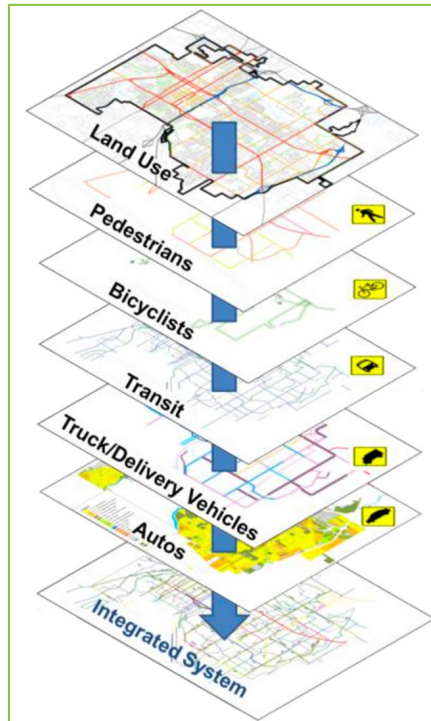 Land Use
Pedestrians
Bicyclists
Transit
Truck/Delivery Vehicles
Autos
Integrated System